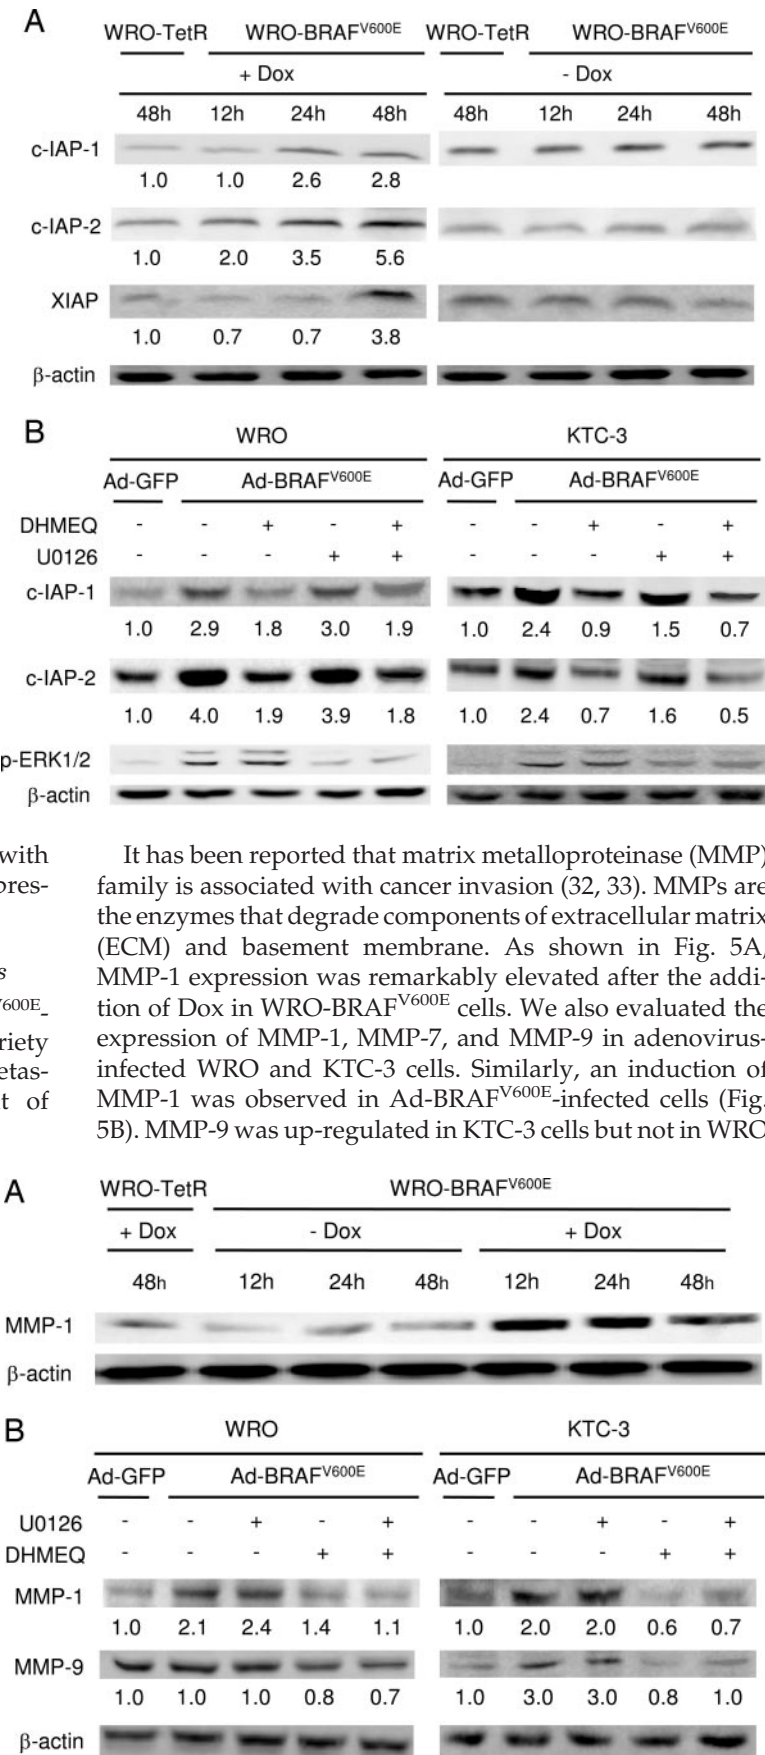 A
WRO-TetR WRO-BRAFV600E WRO-TetR WRO-BRAFV600E
+ Dox - Dox
48h 12h 24h 48h 48h 12h 24h 48h
c-IAP-1
1.0 1.0 2.6 2.8
c-IAP-2
1.0 2.0 3.5 5.6
XIAP
1.0 0.7 0.7 3.8
β-actin
B
WRO KTC-3
Ad-GFP Ad-BRAFV600E Ad-GFP Ad-BRAFV600E
DHMEQ - - + - + - - + - +
U0126 - - - + + - - - + +
c-IAP-1
1.0 2.9 1.8 3.0 1.9 1.0 2.4 0.9 1.5 0.7
c-IAP-2
1.0 4.0 1.9 3.9 1.8 1.0 2.4 0.7 1.6 0.5
p-ERK1/2
β-actin
with
pres-
s
V600E-
riety
etas-
t of
It has been reported that matrix metalloproteinase (MMP)
family is associated with cancer invasion (32, 33). MMPs are
the enzymes that degrade components of extracellular matrix
(ECM) and basement membrane. As shown in Fig. 5A,
MMP-1 expression was remarkably elevated after the addi-
tion of Dox in WRO-BRAFV600E cells. We also evaluated the
expression of MMP-1, MMP-7, and MMP-9 in adenovirus-
infected WRO and KTC-3 cells. Similarly, an induction of
MMP-1 was observed in Ad-BRAFV600E-infected cells (Fig.
5B). MMP-9 was up-regulated in KTC-3 cells but not in WRO
A
WRO-TetR WRO-BRAFV600E
+ Dox - Dox + Dox
48h 12h 24h 48h 12h 24h 48h
MMP-1
β-actin
B
WRO KTC-3
Ad-GFP Ad-BRAFV600E Ad-GFP Ad-BRAFV600E
U0126 - - + - + - - + - +
DHMEQ - - - + + - - - + +
MMP-1
1.0 2.1 2.4 1.4 1.1 1.0 2.0 2.0 0.6 0.7
MMP-9
1.0 1.0 1.0 0.8 0.7 1.0 3.0 3.0 0.8 1.0
β-actin